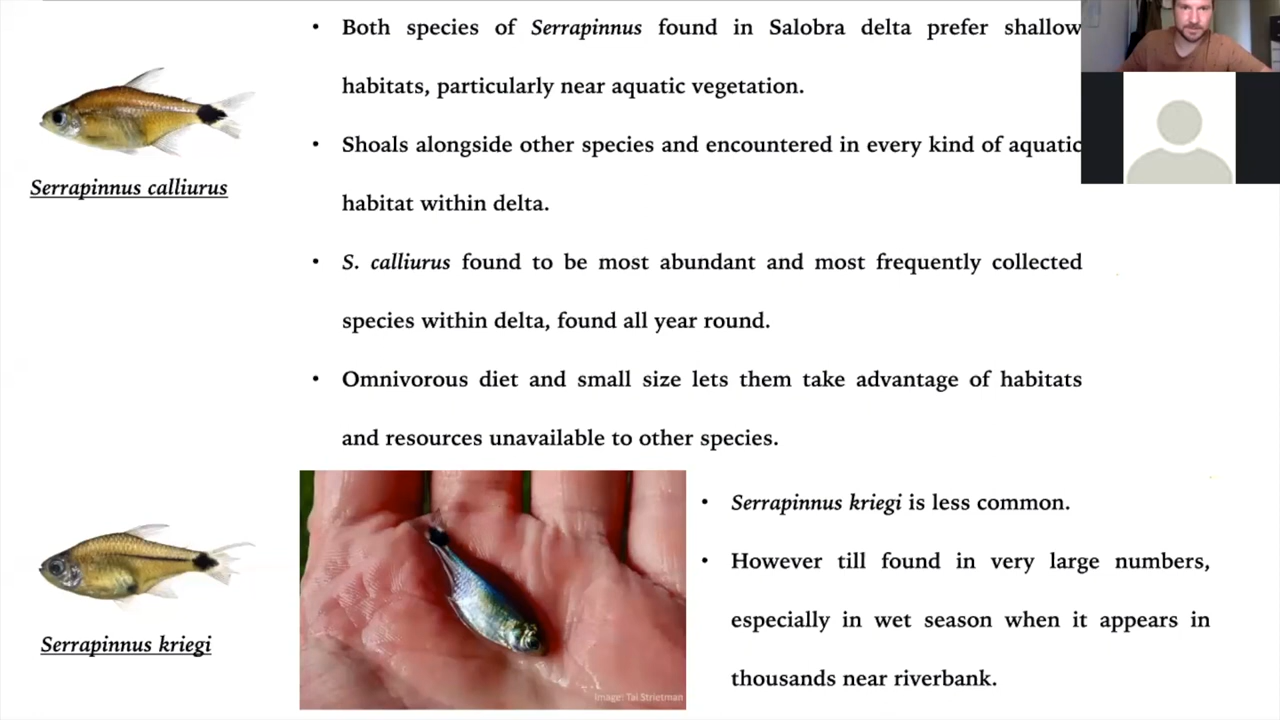 • Both species of Serrapinnus found in Salobra delta prefer shallow
habitats, particularly near aquatic vegetation.
• Shoals alongside other species and encountered in every kind of aquatic
habitat within delta.
Serrapinnus calliurus
• S. calliurus found to be most abundant and most frequently collected
species within delta, found all year round.
• Omnivorous diet and small size lets them take advantage of habitats
and resources unavailable to other species.
• Serrapinnus kriegi is less common.
• However till found in very large numbers,
especially in wet season when it appears in
thousands near riverbank.
Serrapinnus kriegi
Image: Tai Strietman